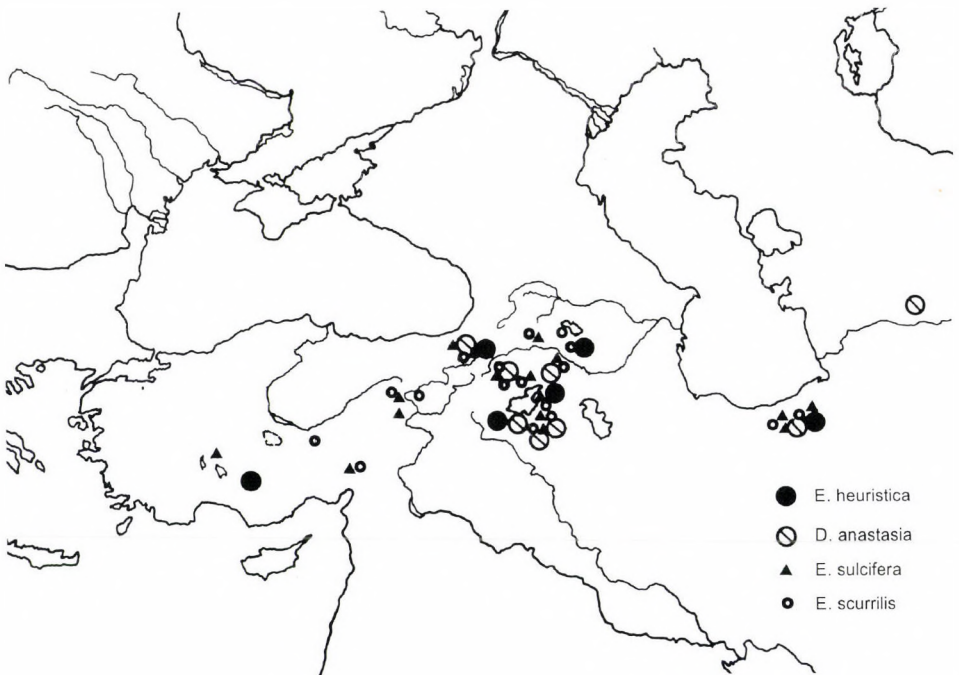 E. heuristica
D. anastasia
E. sulcifera
E. scurrilis